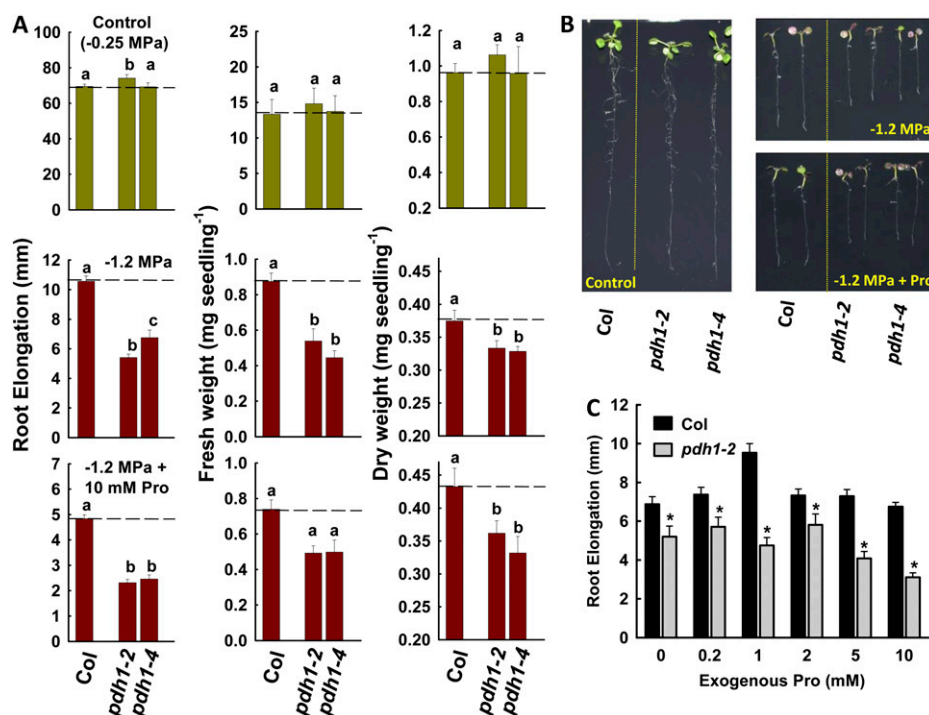 A
Control
(-0.25 MPa)
100
80
60
40
20
0
a
b
a
25
20
15
10
5
0
a
a
a
1.2
1.0
0.8
0.6
0.4
0.2
a
a
a
Root Elongation (mm)
12
10
8
6
4
2
0
-1.2 MPa
a
b
c
Fresh weight (mg seedling-1)
1.0
0.8
0.6
0.4
0.2
0.0
a
b
b
Dry weight (mg seedling-1)
0.45
0.40
0.35
0.30
0.25
0.20
a
b
b
-1.2 MPa +
10 mM Pro
5
4
3
2
1
0
a
b
b
1.0
0.8
0.6
0.4
0.2
0.0
a
a
a
0.45
0.40
0.35
0.30
0.25
0.20
a
b
b
Col
pdh1-2
pdh1-4
Col
pdh1-2
pdh1-4
Col
pdh1-2
pdh1-4
B
Control
-1.2 MPa
-1.2 MPa + Pro
Col
pdh1-2
pdh1-4
Col
pdh1-2
pdh1-4
C
Col
pdh1-2
Root Elongation (mm)
12
10
8
6
4
2
0
* * * * * *
0 0.2 1 2 5 10
Exogenous Pro (mM)